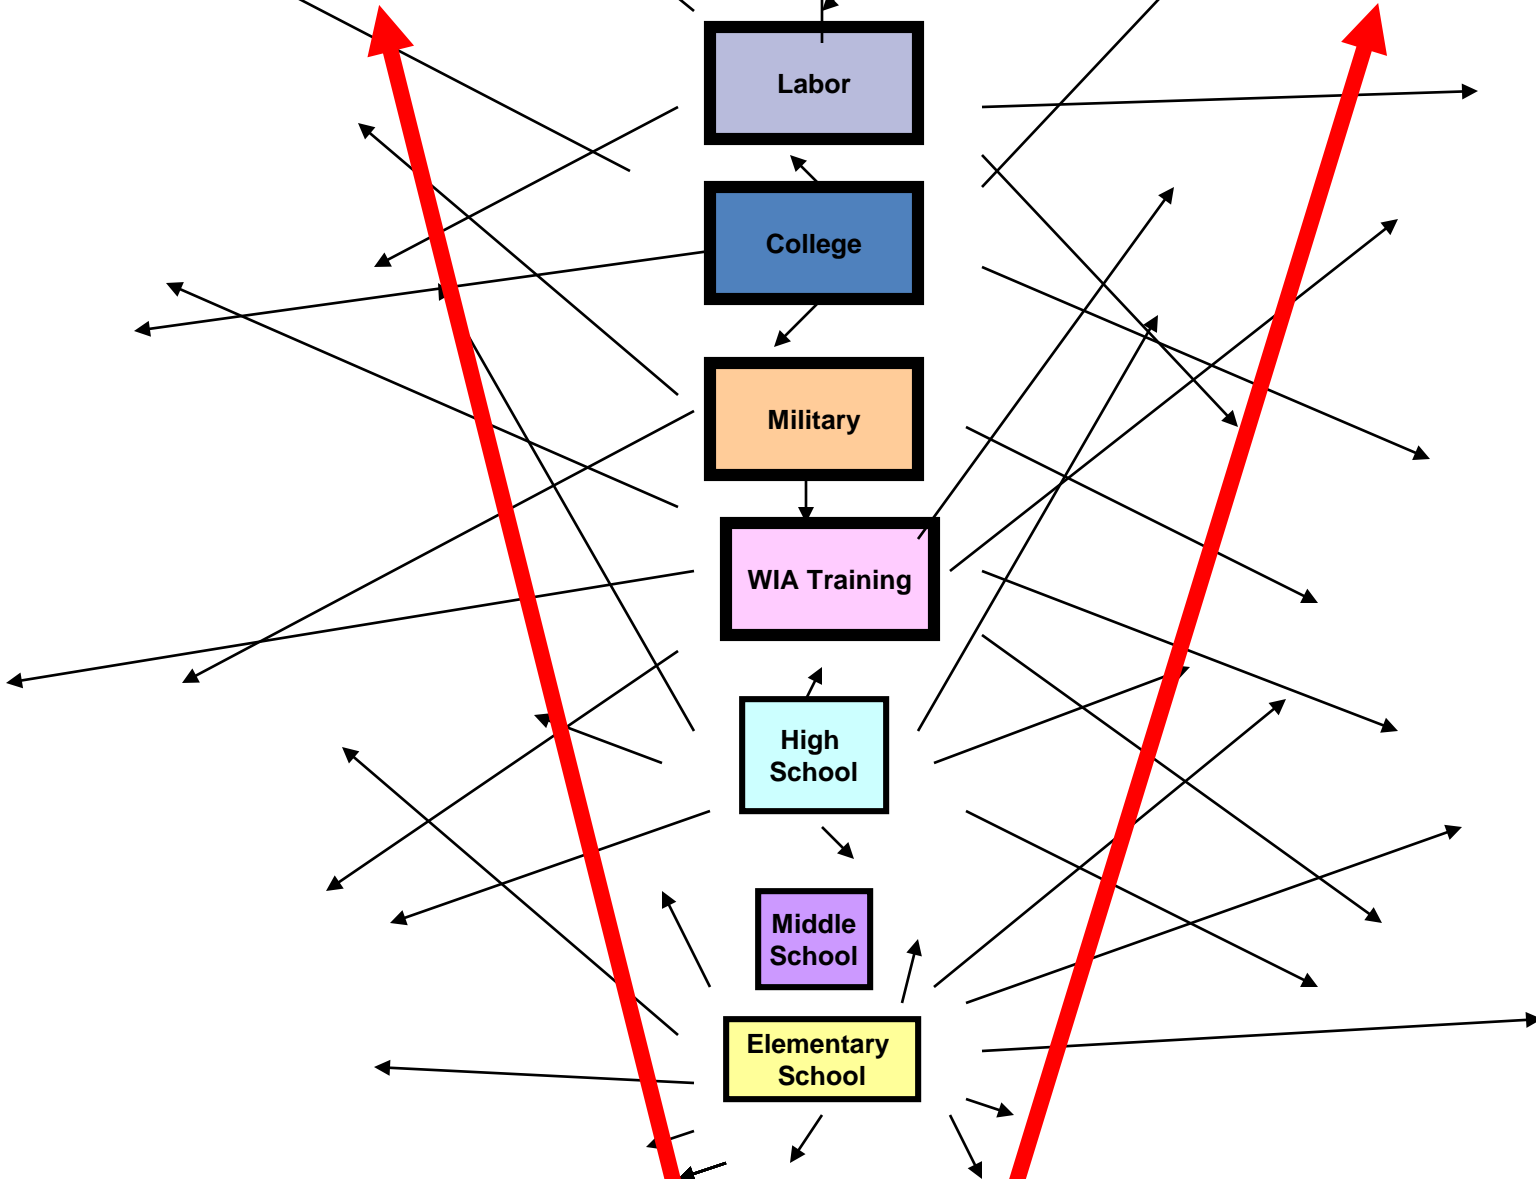 Labor
College
Military
WIA Training
High
School
Middle
School
Elementary
School